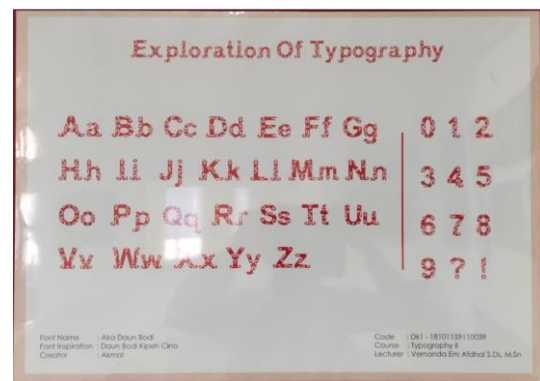 Exploration Of Typography
Aa Bb Cc Dd Ee Ff Gg
Hh Ii Jj Kk Ll Mm Nn
Oo Pp Qq Rr Ss Tt Uu
Vv Ww Xx Yy Zz
0 1 2
3 4 5
6 7 8
9 ? !
Font Name : Aka Daun Bodi
Font Inspiration : Daun Bodi Kipeh Cino
Creator : Akmal
Code : Dk1 - 18101159110039
Course : Typography II
Lecturer : Vernanda Em Afdhal S.Ds, M.Sn